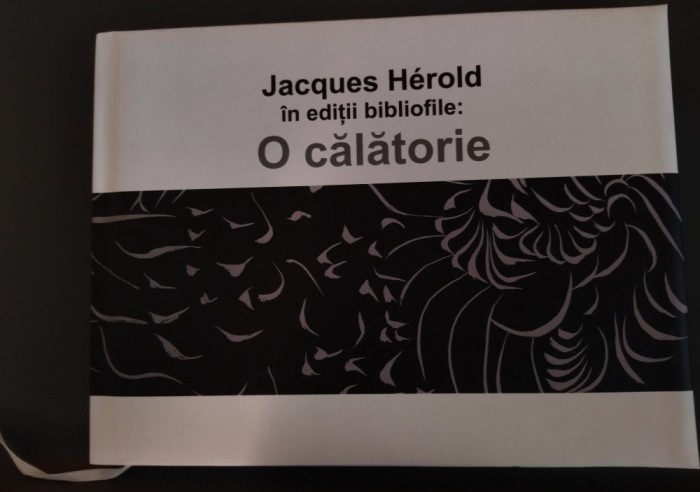 Jacques Hérold
în ediții bibliofile:
O călătorie